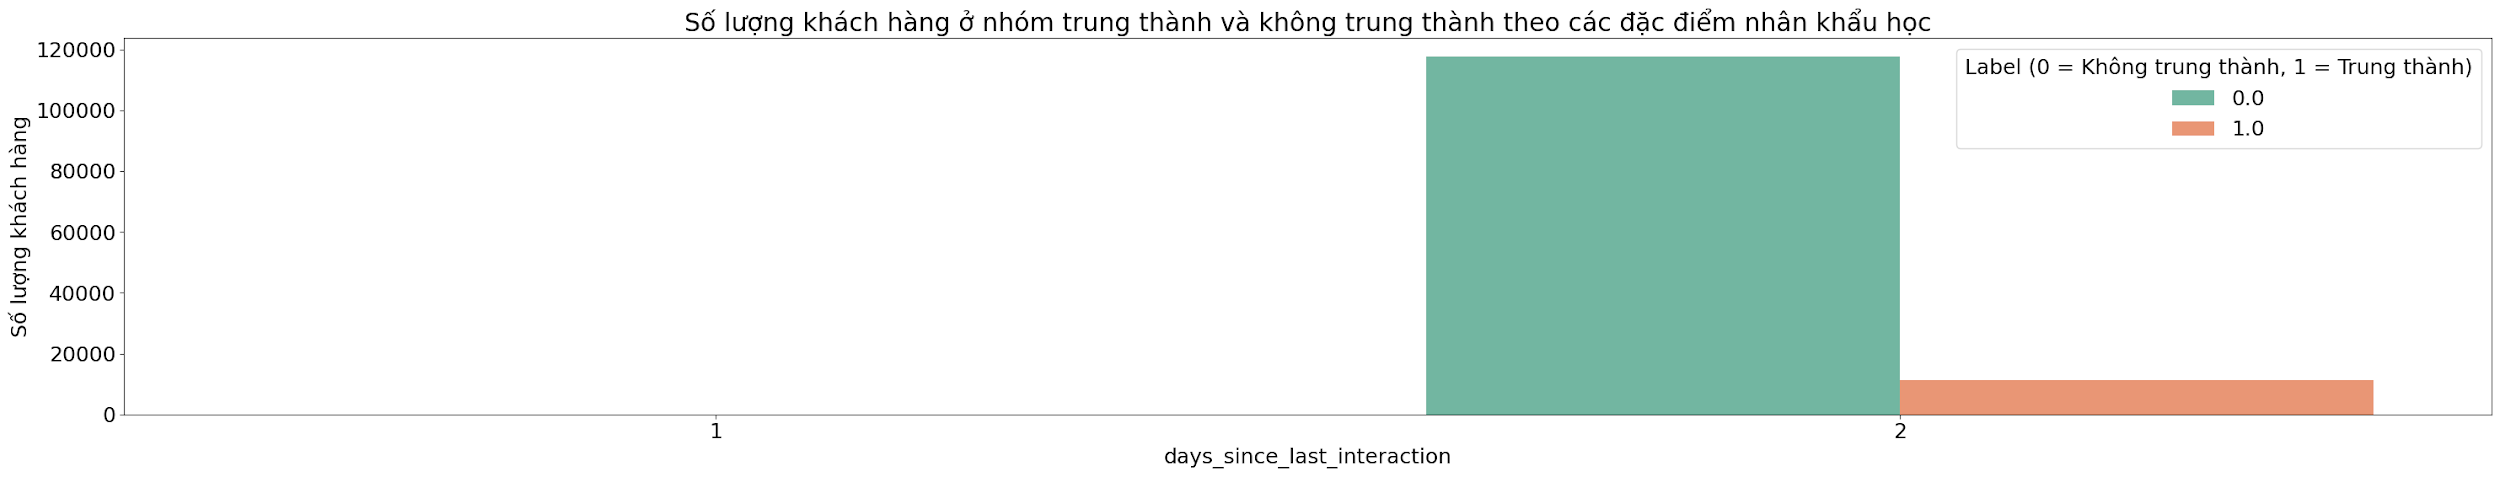 Số lượng khách hàng ở nhóm trung thành và không trung thành theo các đặc điểm nhân khẩu học
Số lượng khách hàng
120000
100000
80000
60000
40000
20000
0
Label (0 = Không trung thành, 1 = Trung thành)
0.0
1.0
1
2
days_since_last_interaction